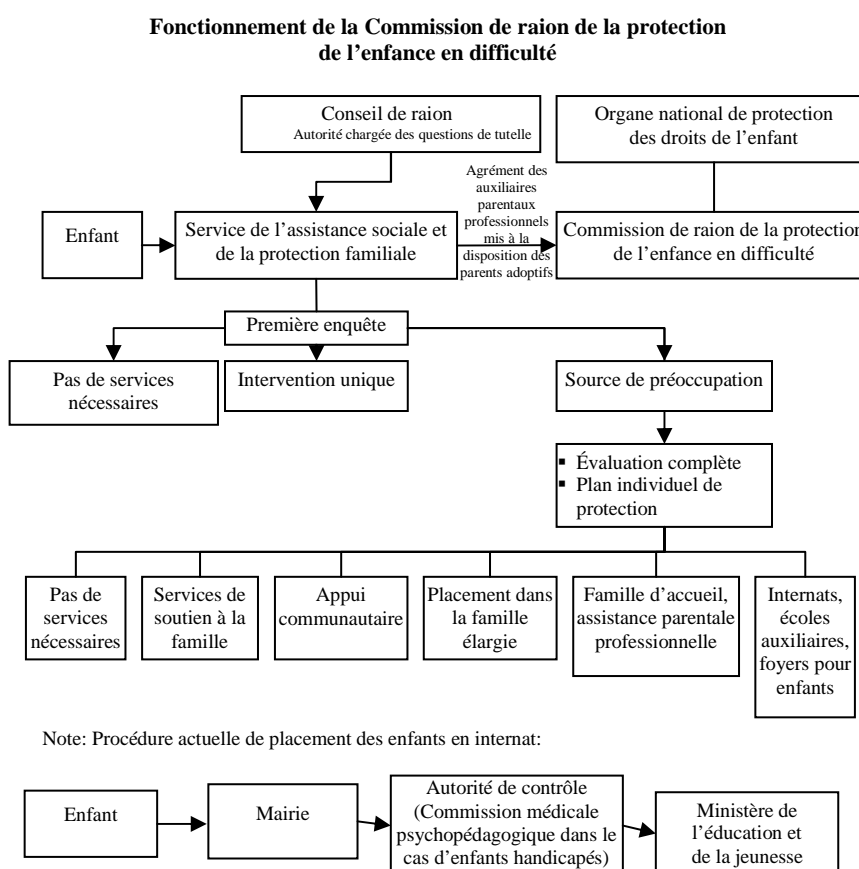 Fonctionnement de la Commission de raion de la protection
de l’enfance en difficulté
Conseil de raion
Autorité chargée des questions de tutelle
Organe national de protection
des droits de l’enfant
Agrément des
auxiliaires
parentaux
professionnels
mis à la
disposition des
parents adoptifs
Enfant
Service de l’assistance sociale et
de la protection familiale
Commission de raion de la protection
de l’enfance en difficulté
Première enquête
Pas de services
nécessaires
Intervention unique
Source de préoccupation
▪ Évaluation complète
▪ Plan individuel de
protection
Pas de
services
nécessaires
Services de
soutien à la
famille
Appui
communautaire
Placement dans
la famille
élargie
Famille d’accueil,
assistance parentale
professionnelle
Internats,
écoles
auxiliaires,
foyers pour
enfants
Note: Procédure actuelle de placement des enfants en internat:
Enfant
Mairie
Autorité de contrôle
(Commission médicale
psychopédagogique dans le
cas d’enfants handicapés)
Ministère de
l’éducation et
de la jeunesse